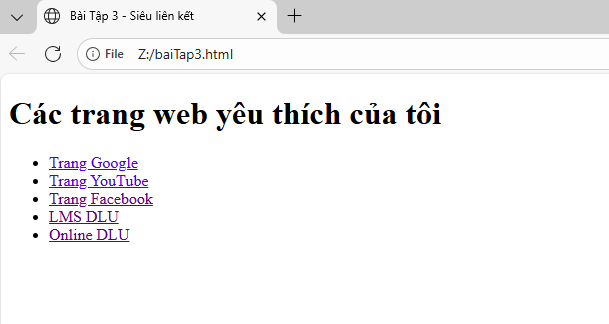 Bài Tập 3 - Siêu liên kết
File Z:/baiTap3.html
Các trang web yêu thích của tôi
Trang Google
Trang YouTube
Trang Facebook
LMS DLU
Online DLU